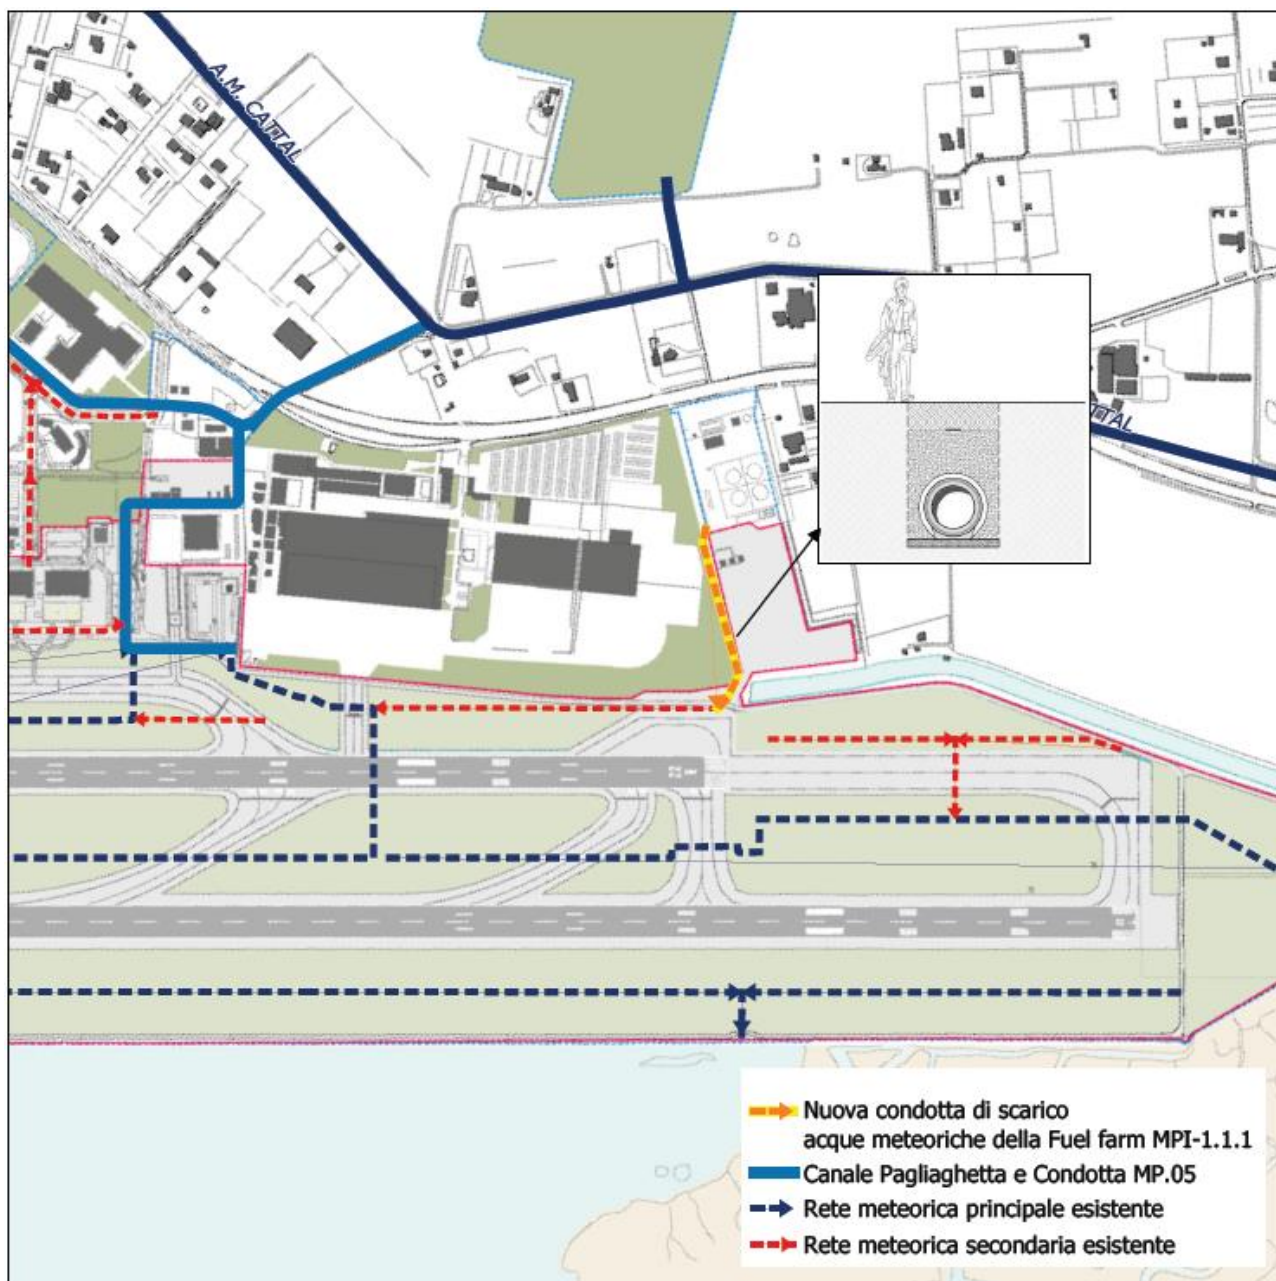 A.M. CATTAL
TTAL
Nuova condotta di scarico
acque meteoriche della Fuel farm MPI-1.1.1
Canale Pagliaghetta e Condotta MP.05
Rete meteorica principale esistente
Rete meteorica secondaria esistente